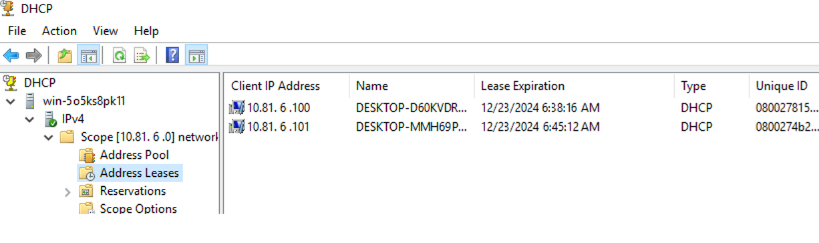 DHCP
File Action View Help
DHCP
win-5o5ks8pk11
IPv4
Scope [10.81. 6 .0] network
Address Pool
Address Leases
Reservations
Scope Options
Client IP Address Name Lease Expiration Type Unique ID
10.81. 6 .100 DESKTOP-D60KVDR... 12/23/2024 6:38:16 AM DHCP 080027815...
10.81. 6 .101 DESKTOP-MMH69P... 12/23/2024 6:45:12 AM DHCP 0800274b2...